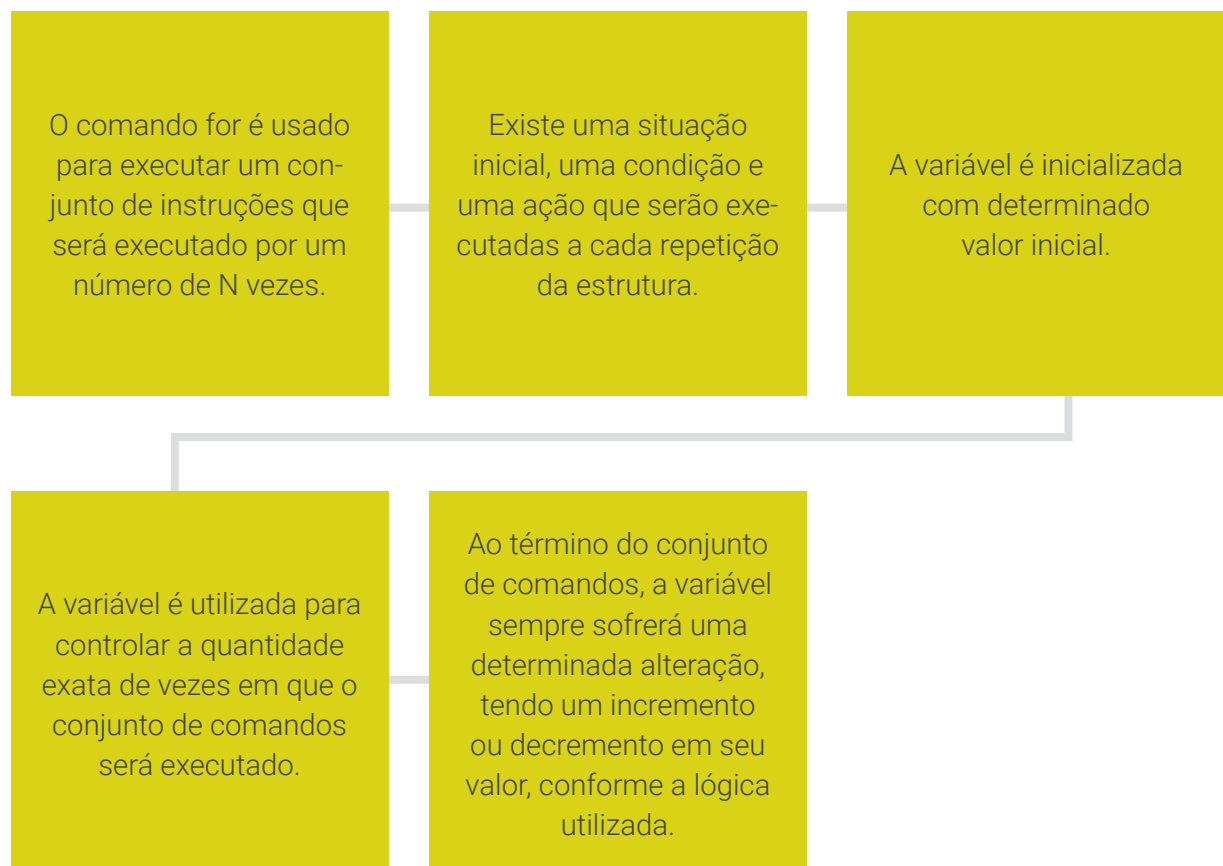 O comando for é usado
para executar um con-
junto de instruções que
será executado por um
número de N vezes.
Existe uma situação
inicial, uma condição e
uma ação que serão exe-
cutadas a cada repetição
da estrutura.
A variável é inicializada
com determinado
valor inicial.
A variável é utilizada para
controlar a quantidade
exata de vezes em que o
conjunto de comandos
será executado.
Ao término do conjunto
de comandos, a variável
sempre sofrerá uma
determinada alteração,
tendo um incremento
ou decremento em seu
valor, conforme a lógica
utilizada.